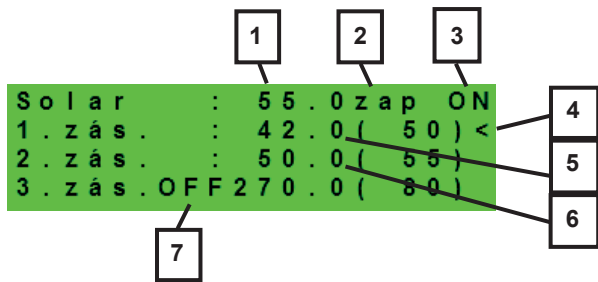 1 2 3
Solar : 55.0zap ON
1.zás. : 42.0( 50)<
2.zás. : 50.0( 55)
3.zás.OFF270.0( 80)
4
5
6
7